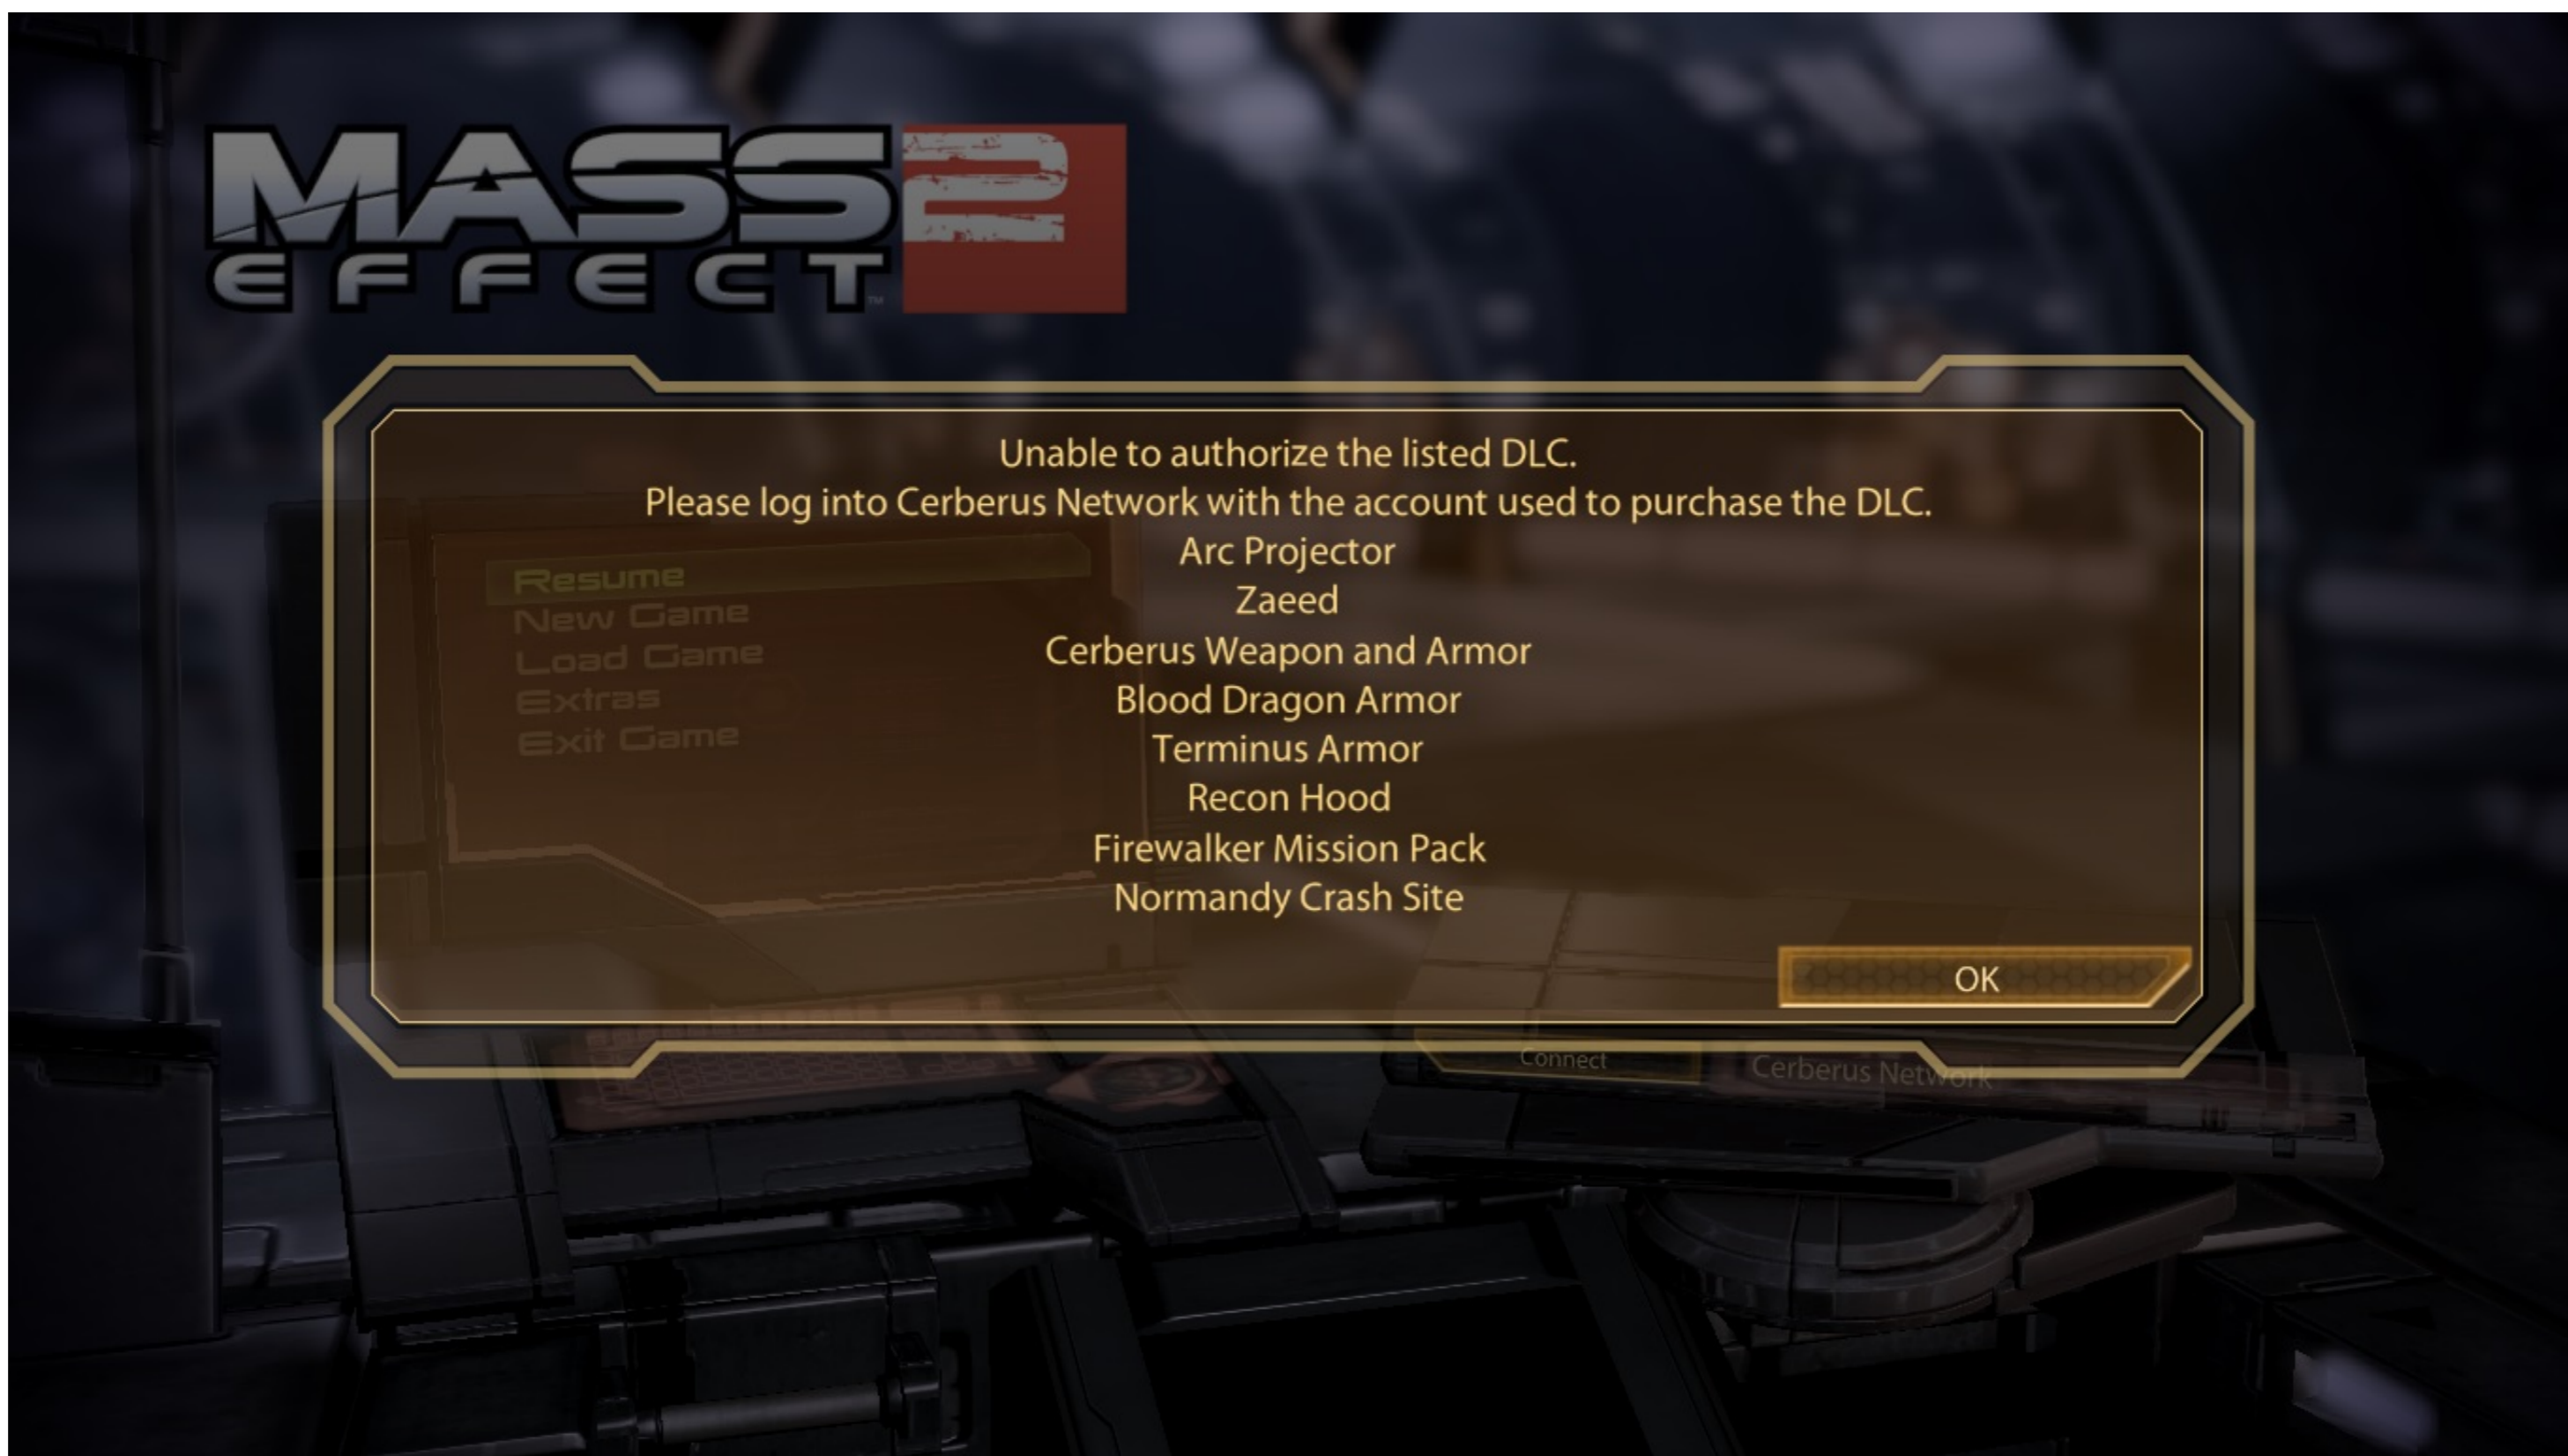 MASS 2
EFFECT™
Unable to authorize the listed DLC.
Please log into Cerberus Network with the account used to purchase the DLC.
Arc Projector
Zaeed
Cerberus Weapon and Armor
Blood Dragon Armor
Terminus Armor
Recon Hood
Firewalker Mission Pack
Normandy Crash Site
OK
Resume
New Game
Load Game
Extras
Exit Game
Connect
Cerberus Network